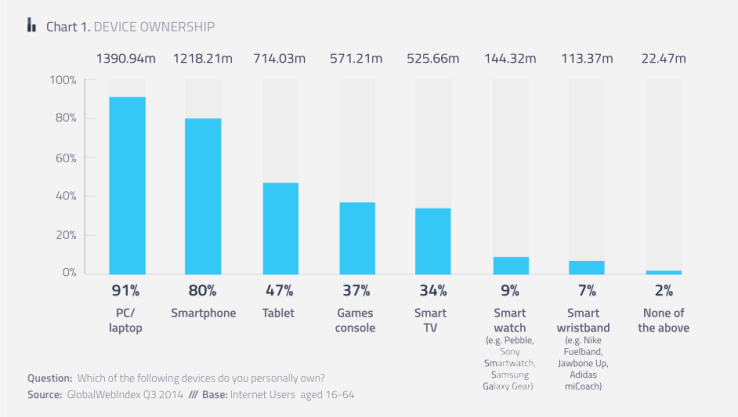 Chart 1. DEVICE OWNERSHIP
1390.94m 1218.21m 714.03m 571.21m 525.66m 144.32m 113.37m 22.47m
100%
80%
60%
40%
20%
0%
91% 80% 47% 37% 34% 9% 7% 2%
PC/ Smartphone Tablet Games Smart Smart Smart None of
laptop console TV watch wristband the above
(e.g. Pebble, (e.g. Nike
Sony Fuelband,
Smartwatch, Jawbone Up,
Samsung Adidas
Galaxy Gear) miCoach)
Question: Which of the following devices do you personally own?
Source: GlobalWebIndex Q3 2014 /// Base: Internet Users aged 16-64